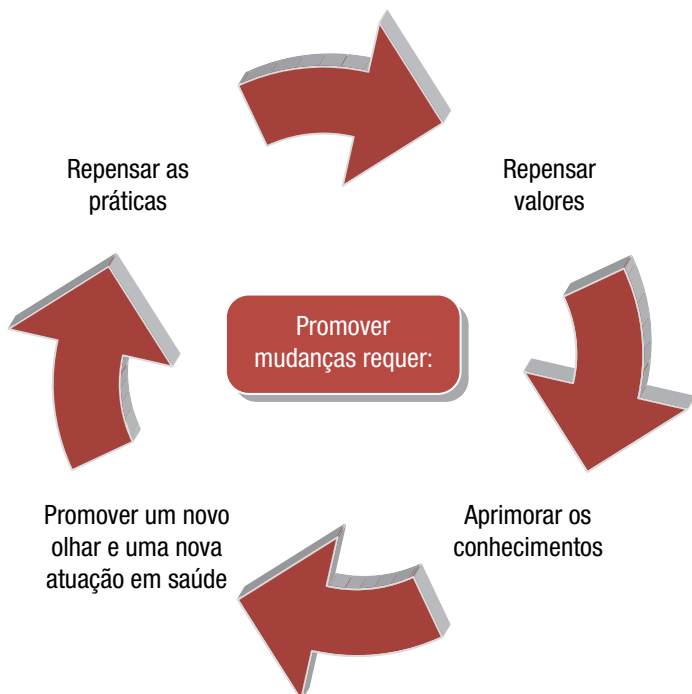 Repensar as
práticas
Repensar
valores
Promover
mudanças requer:
Promover um novo
olhar e uma nova
atuação em saúde
Aprimorar os
conhecimentos